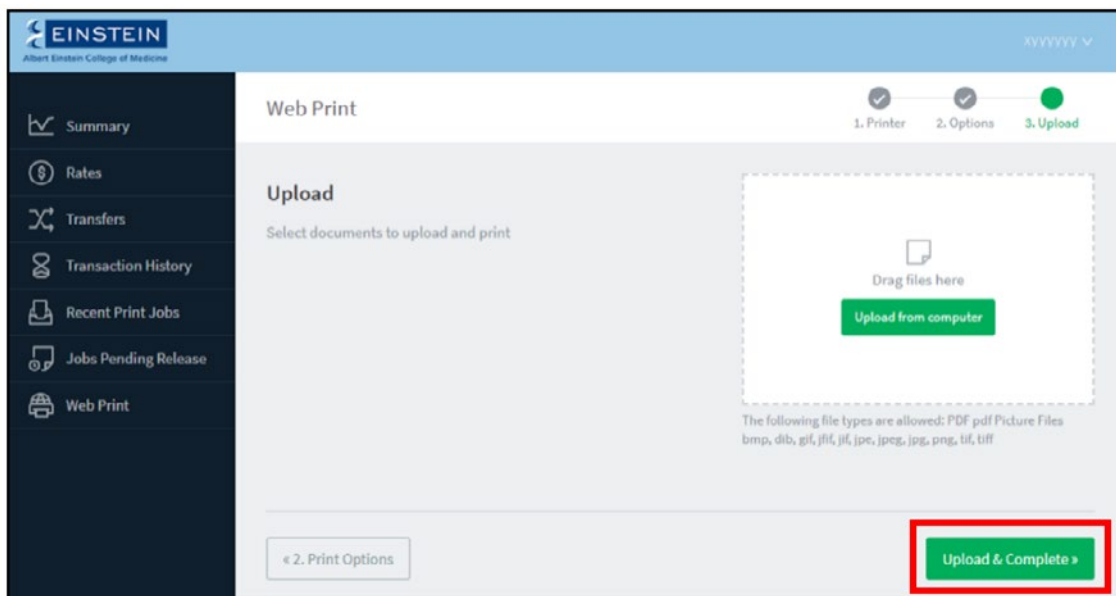 EINSTEIN
Albert Einstein College of Medicine
xyyyyyy
Summary
Rates
Transfers
Transaction History
Recent Print Jobs
Jobs Pending Release
Web Print
Web Print
1. Printer
2. Options
3. Upload
Upload
Select documents to upload and print
Drag files here
Upload from computer
The following file types are allowed: PDF pdf Picture Files
bmp, dib, gif, jfif, jif, jpe, jpeg, jpg, png, tif, tiff
« 2. Print Options
Upload & Complete »